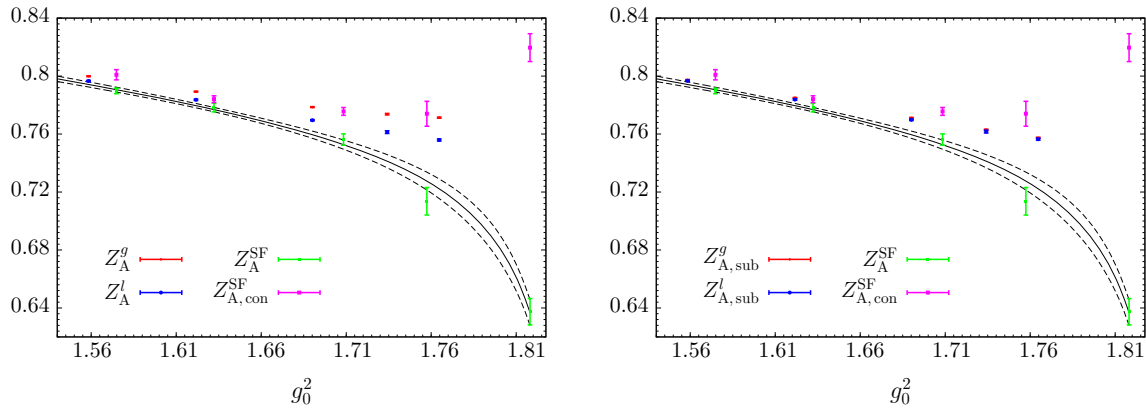 0.84
0.8
0.76
0.72
0.68
0.64
Z_A^g
Z_A^l
Z_A^SF
Z_A, con^SF
1.56 1.61 1.66 1.71 1.76 1.81
g_0^2
0.84
0.8
0.76
0.72
0.68
0.64
Z_A, sub^g
Z_A, sub^l
Z_A^SF
Z_A, con^SF
1.56 1.61 1.66 1.71 1.76 1.81
g_0^2